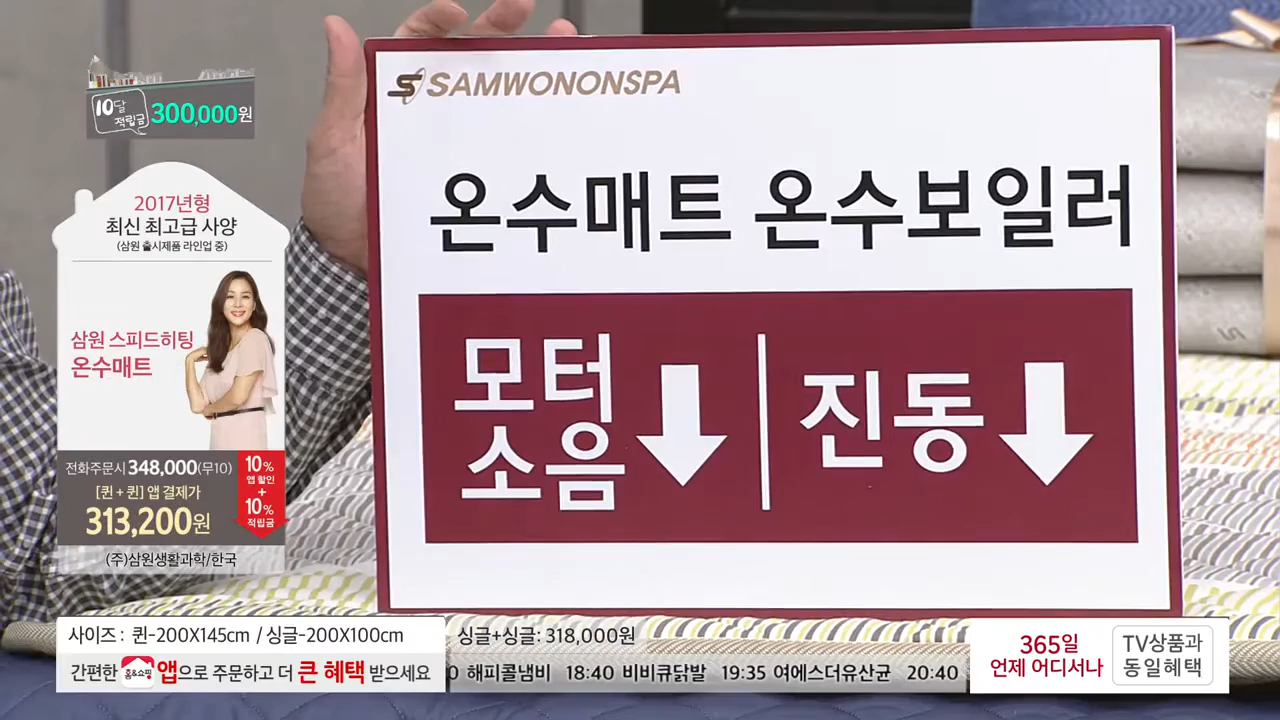 10달
적립금 300,000원
2017년형
최신 최고급 사양
(삼원 출시제품 라인업 중)
삼원 스피드히팅
온수매트
전화주문시 348,000(무10)
[퀸 + 퀸] 앱 결제가
313,200원
10%
앱 할인
+
10%
적립금
(주)삼원생활과학/한국
SAMWONONSPA
온수매트 온수보일러
모터
소음
진동
사이즈 : 퀸-200X145cm / 싱글-200X100cm
싱글+싱글: 318,000원
간편한 홈&쇼핑 앱으로 주문하고 더 큰 혜택 받으세요
0 해피콜냄비 18:40 비비큐닭발 19:35 여에스더유산균 20:40
365일
언제 어디서나
TV상품과
동일혜택